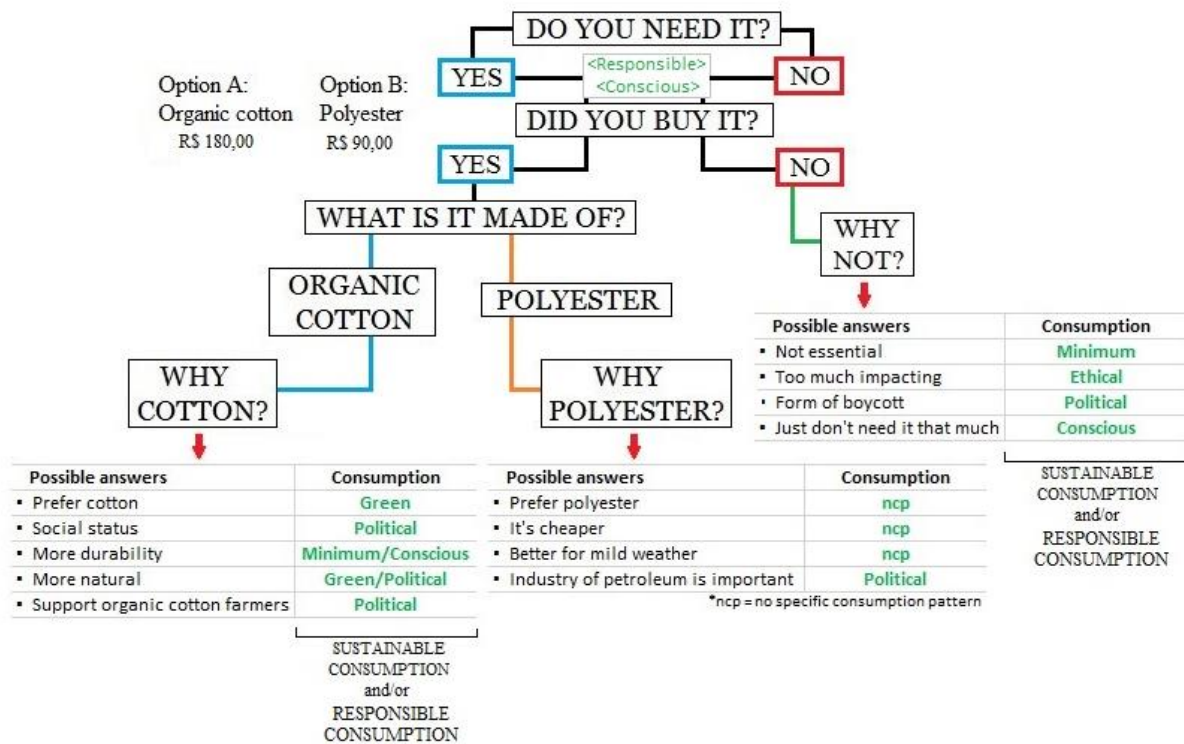 DO YOU NEED IT?
YES
<Responsible>
<Conscious>
NO
Option A:
Organic cotton
R$ 180,00
Option B:
Polyester
R$ 90,00
DID YOU BUY IT?
YES
NO
WHAT IS IT MADE OF?
WHY
NOT?
ORGANIC
COTTON
POLYESTER
Possible answers Consumption
▪ Not essential Minimum
▪ Too much impacting Ethical
▪ Form of boycott Political
▪ Just don't need it that much Conscious
SUSTAINABLE
CONSUMPTION
and/or
RESPONSIBLE
CONSUMPTION
WHY
COTTON?
WHY
POLYESTER?
Possible answers Consumption
▪ Prefer cotton Green
▪ Social status Political
▪ More durability Minimum/Conscious
▪ More natural Green/Political
▪ Support organic cotton farmers Political
SUSTAINABLE
CONSUMPTION
and/or
RESPONSIBLE
CONSUMPTION
Possible answers Consumption
▪ Prefer polyester ncp
▪ It's cheaper ncp
▪ Better for mild weather ncp
▪ Industry of petroleum is important Political
*ncp = no specific consumption pattern